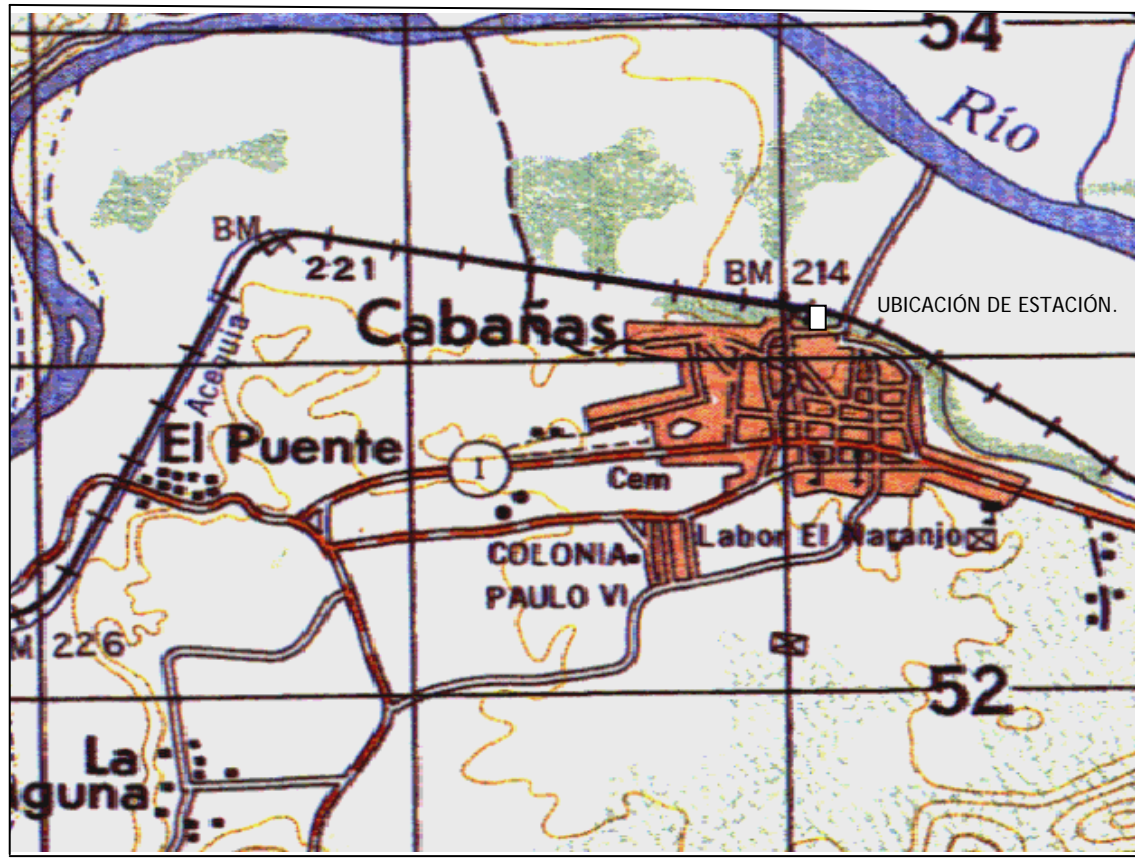 54
Río
BM
221
BM 214
UBICACIÓN DE ESTACIÓN.
Cabañas
Acequia
El Puente
1
Cem
Labor El Naranjo
COLONIA
PAULO VI
M 226
52
La
guna